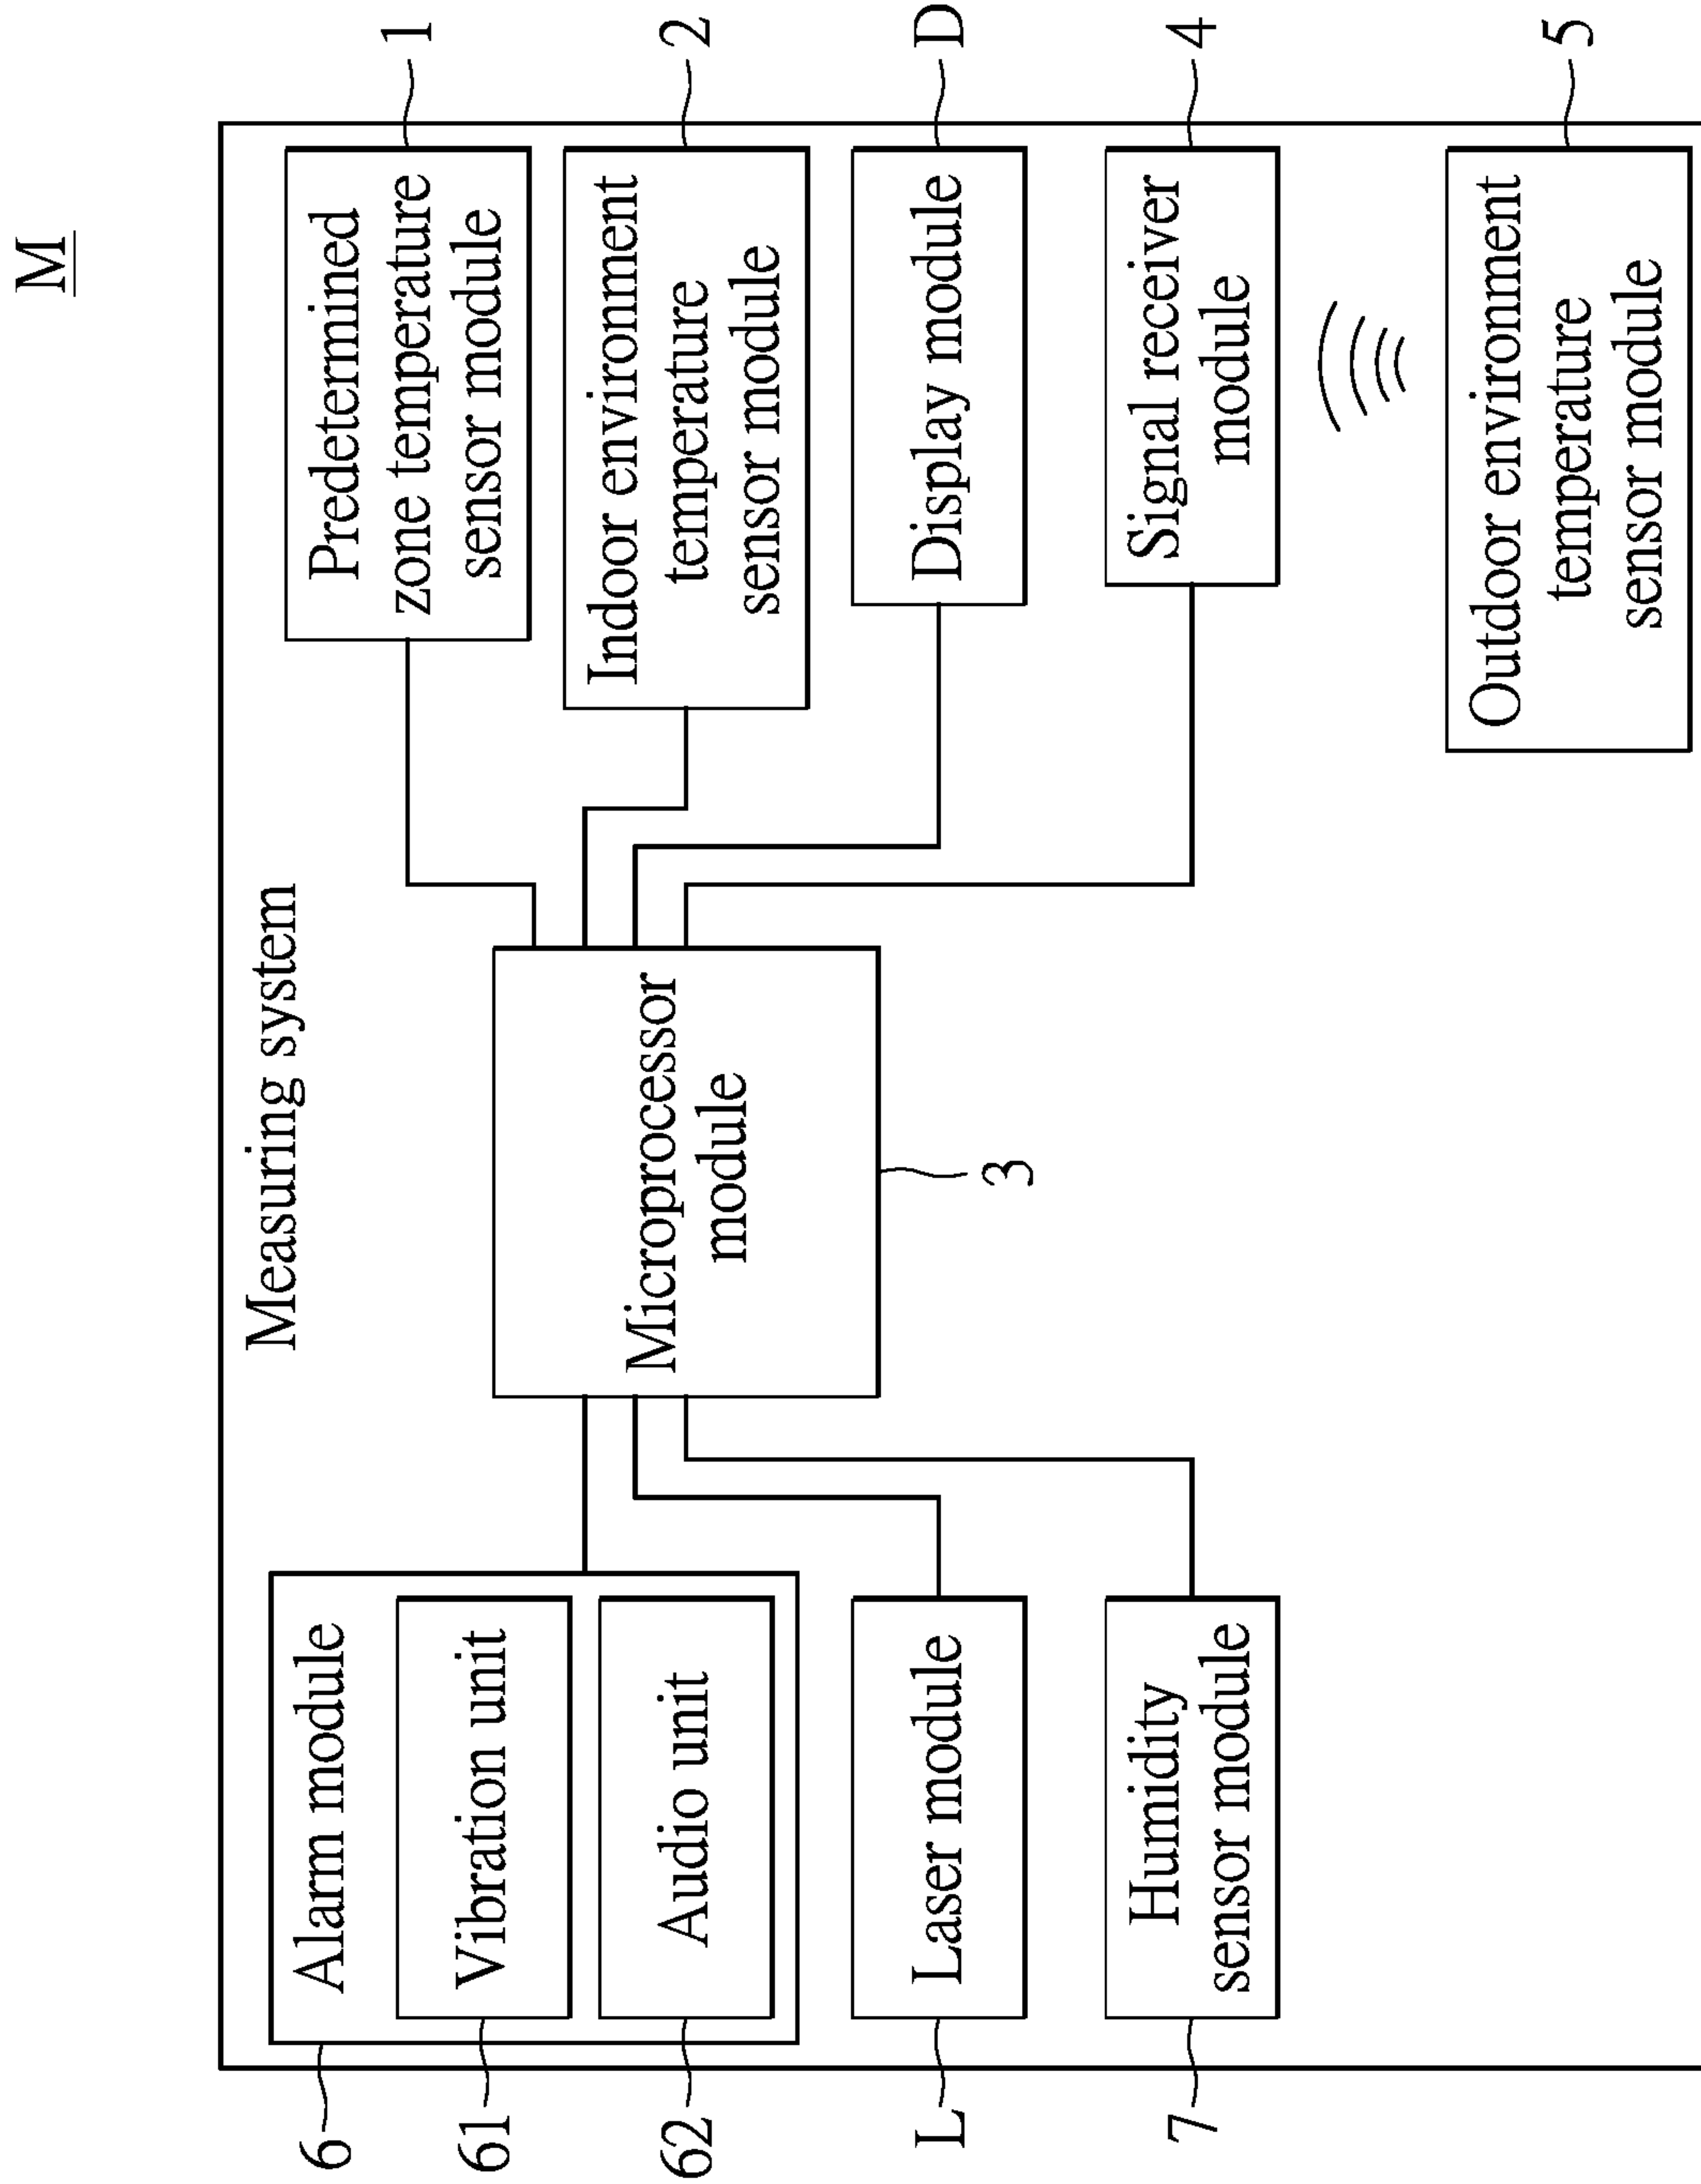 M
Measuring system
6
Alarm module
61
Vibration unit
62
Audio unit
L
Laser module
7
Humidity
sensor module
Microprocessor
module
3
Predetermined
zone temperature
sensor module
1
Indoor environment
temperature
sensor module
2
Display module
D
Signal receiver
module
4
Outdoor environment
temperature
sensor module
5